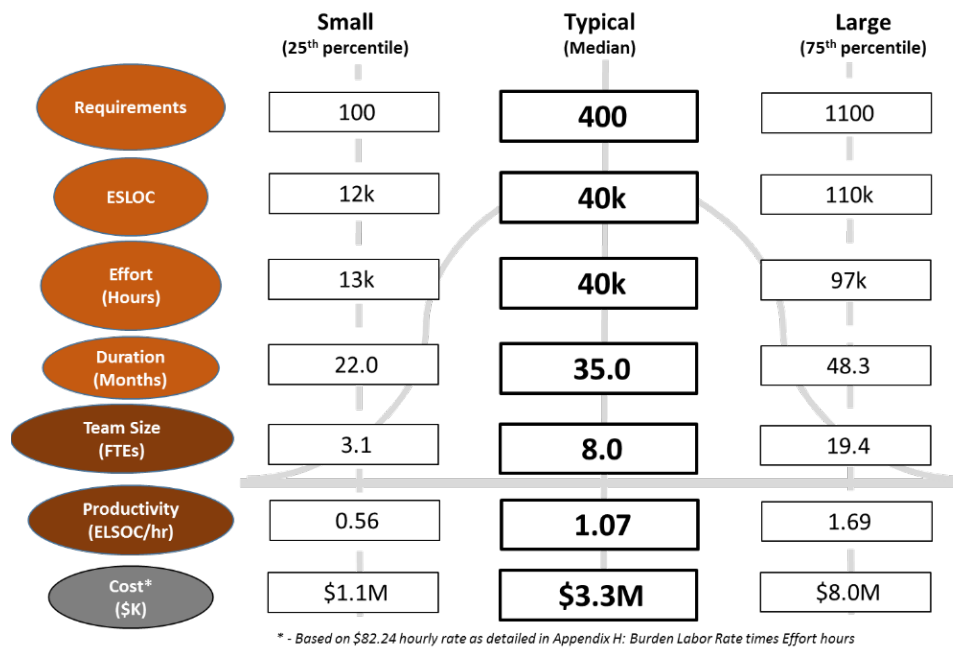 Small Typical Large
(25th percentile) (Median) (75th percentile)
Requirements 100 400 1100
ESLOC 12k 40k 110k
Effort
(Hours) 13k 40k 97k
Duration
(Months) 22.0 35.0 48.3
Team Size
(FTEs) 3.1 8.0 19.4
Productivity
(ELSOC/hr) 0.56 1.07 1.69
Cost*
($K) $1.1M $3.3M $8.0M
* - Based on $82.24 hourly rate as detailed in Appendix H: Burden Labor Rate times Effort hours